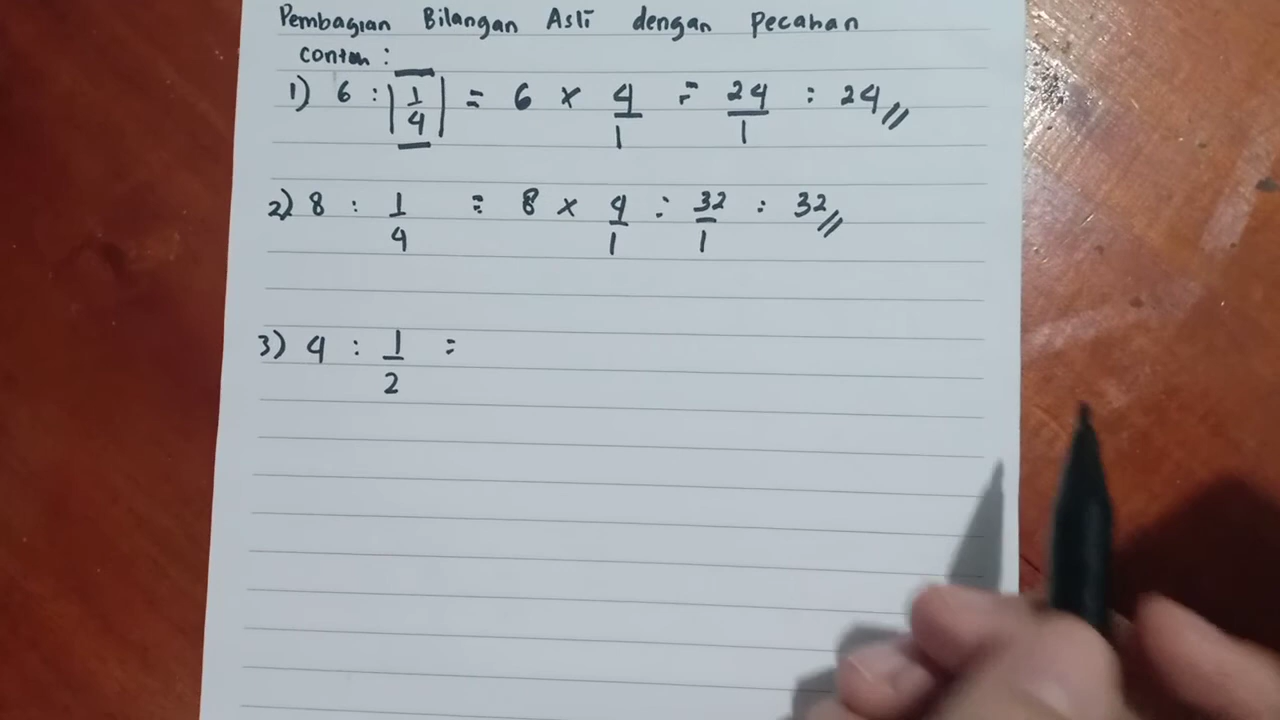 Pembagian Bilangan Asli dengan Pecahan
contoh :
1) 6 : 1/4 = 6 × 4/1 = 24/1 = 24 //
2) 8 : 1/4 = 8 × 4/1 = 32/1 = 32 //
3) 4 : 1/2 =